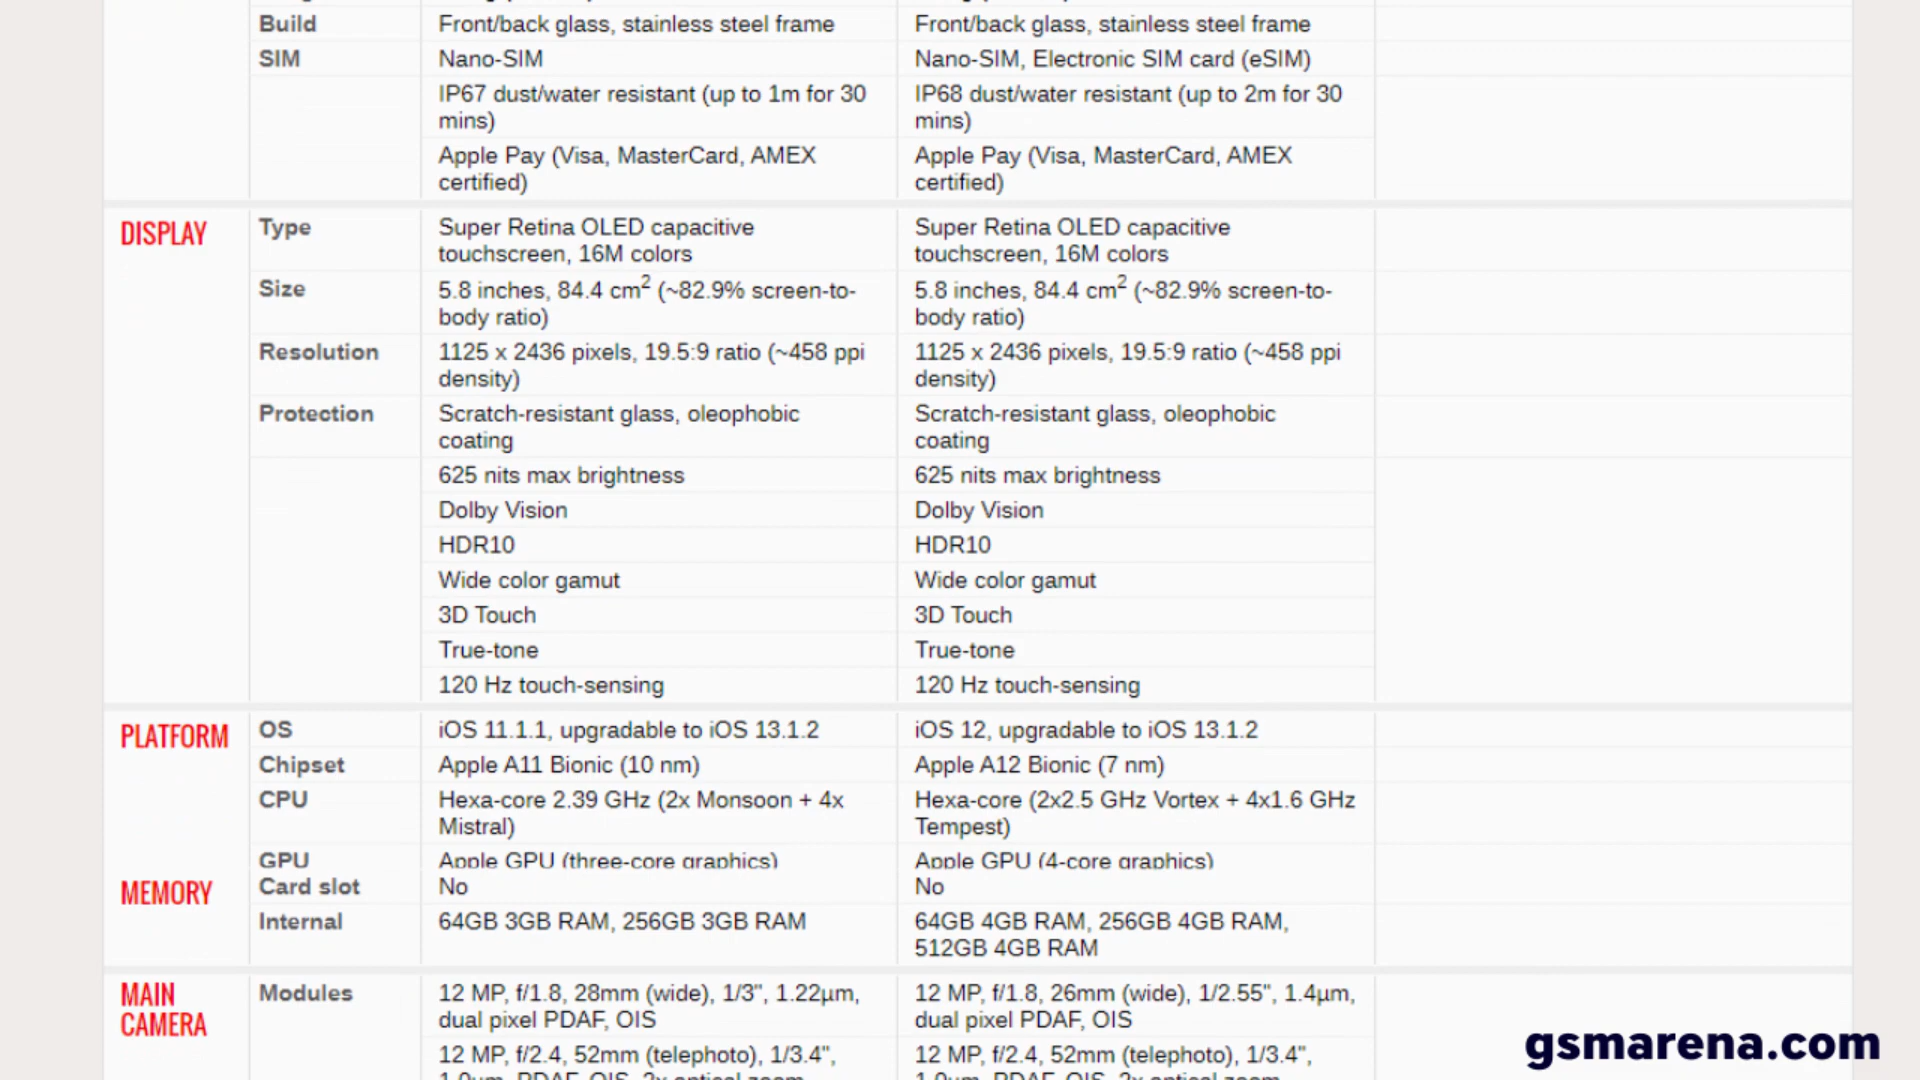 Build Front/back glass, stainless steel frame Front/back glass, stainless steel frame
SIM Nano-SIM Nano-SIM, Electronic SIM card (eSIM)
IP67 dust/water resistant (up to 1m for 30 IP68 dust/water resistant (up to 2m for 30
mins) mins)
Apple Pay (Visa, MasterCard, AMEX Apple Pay (Visa, MasterCard, AMEX
certified) certified)
DISPLAY Type Super Retina OLED capacitive Super Retina OLED capacitive
touchscreen, 16M colors touchscreen, 16M colors
Size 5.8 inches, 84.4 cm2 (~82.9% screen-to- 5.8 inches, 84.4 cm2 (~82.9% screen-to-
body ratio) body ratio)
Resolution 1125 x 2436 pixels, 19.5:9 ratio (~458 ppi 1125 x 2436 pixels, 19.5:9 ratio (~458 ppi
density) density)
Protection Scratch-resistant glass, oleophobic Scratch-resistant glass, oleophobic
coating coating
625 nits max brightness 625 nits max brightness
Dolby Vision Dolby Vision
HDR10 HDR10
Wide color gamut Wide color gamut
3D Touch 3D Touch
True-tone True-tone
120 Hz touch-sensing 120 Hz touch-sensing
PLATFORM OS iOS 11.1.1, upgradable to iOS 13.1.2 iOS 12, upgradable to iOS 13.1.2
Chipset Apple A11 Bionic (10 nm) Apple A12 Bionic (7 nm)
CPU Hexa-core 2.39 GHz (2x Monsoon + 4x Hexa-core (2x2.5 GHz Vortex + 4x1.6 GHz
Mistral) Tempest)
GPU Apple GPU (three-core graphics) Apple GPU (4-core graphics)
MEMORY Card slot No No
Internal 64GB 3GB RAM, 256GB 3GB RAM 64GB 4GB RAM, 256GB 4GB RAM,
512GB 4GB RAM
MAIN CAMERA Modules 12 MP, f/1.8, 28mm (wide), 1/3", 1.22µm, 12 MP, f/1.8, 26mm (wide), 1/2.55", 1.4µm,
dual pixel PDAF, OIS dual pixel PDAF, OIS
12 MP, f/2.4, 52mm (telephoto), 1/3.4", 12 MP, f/2.4, 52mm (telephoto), 1/3.4",
1.0µm, PDAF, OIS, 2x optical zoom 1.0µm, PDAF, OIS, 2x optical zoom
gsmarena.com